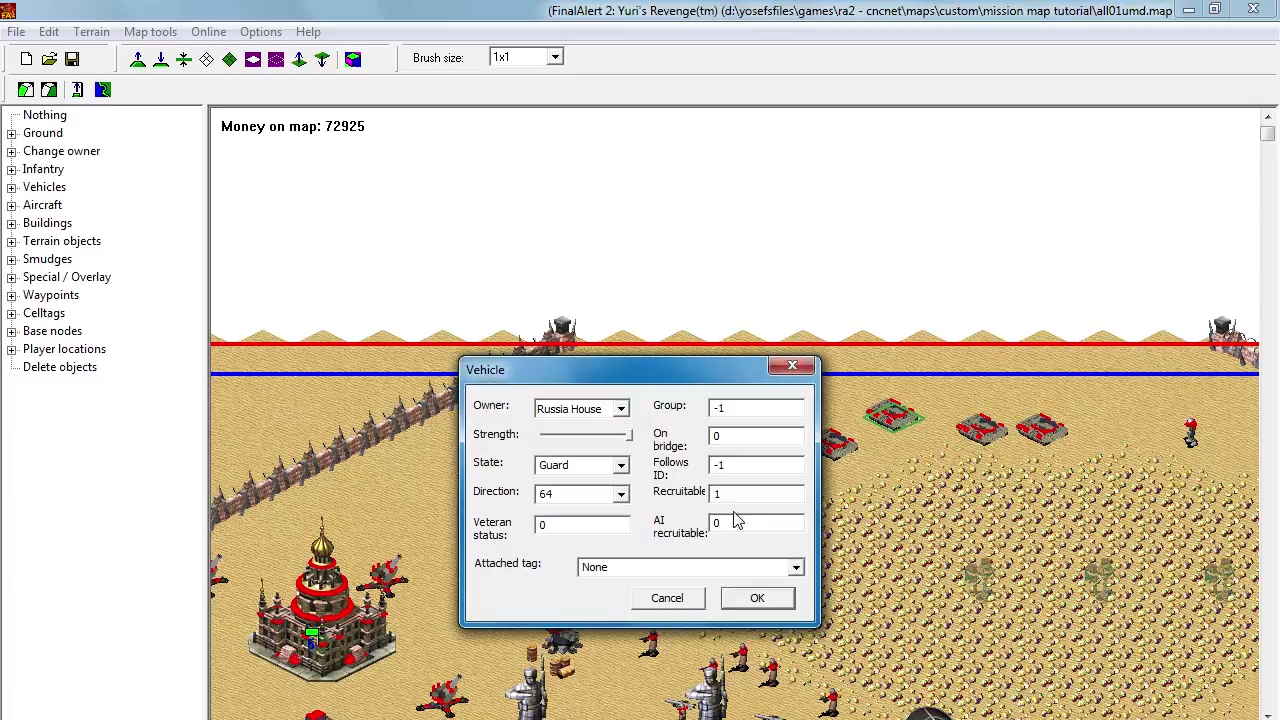 (FinalAlert 2: Yuri's Revenge(tm) (d:\yosefsfiles\games\ra2 - cncnet\maps\custom\mission map tutorial\all01umd.map
File Edit Terrain Map tools Online Options Help
Brush size: 1x1
Nothing
Ground
Change owner
Infantry
Vehicles
Aircraft
Buildings
Terrain objects
Smudges
Special / Overlay
Waypoints
Celltags
Base nodes
Player locations
Delete objects
Money on map: 72925
Vehicle
Owner: Russia House Group: -1
Strength: On bridge: 0
State: Guard Follows ID: -1
Direction: 64 Recruitable 1
Veteran status: 0 AI recruitable: 0
Attached tag: None
Cancel OK